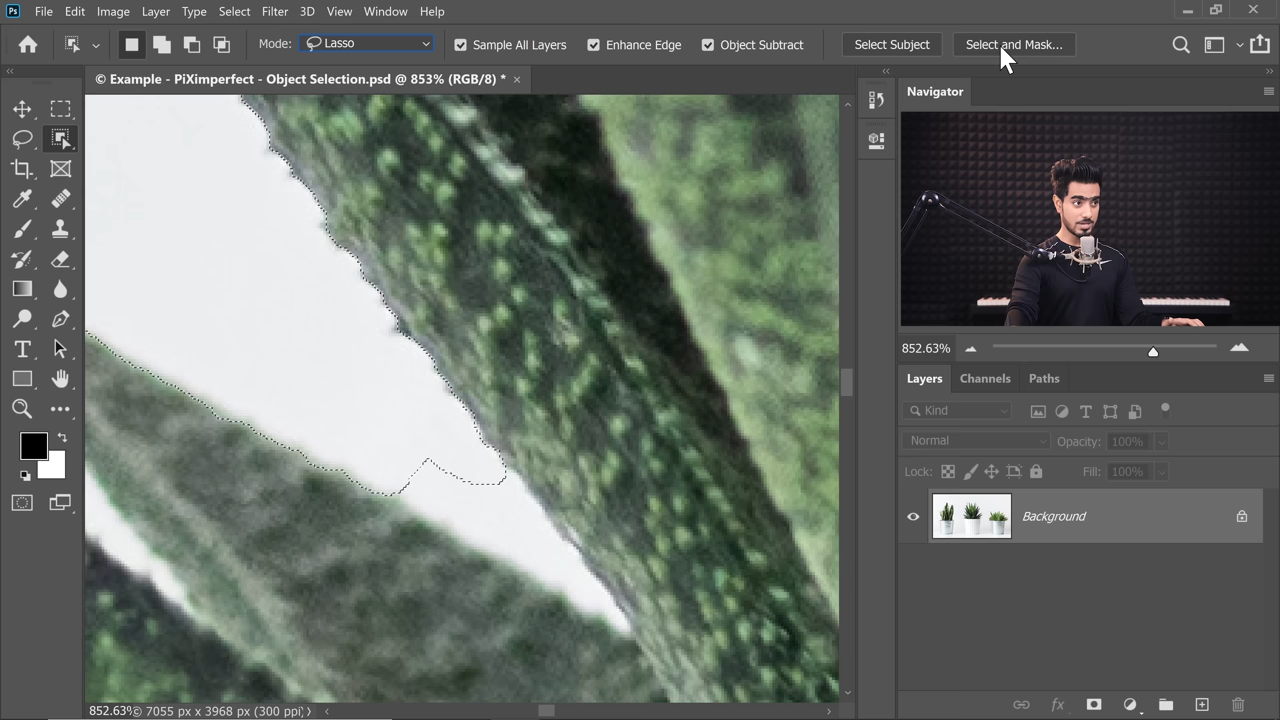 Ps File Edit Image Layer Type Select Filter 3D View Window Help
Mode: Lasso Sample All Layers Enhance Edge Object Subtract Select Subject Select and Mask...
© Example - PiXimperfect - Object Selection.psd @ 853% (RGB/8) * ×
Navigator
852.63%
Layers Channels Paths
Kind
Normal Opacity: 100%
Lock: Fill: 100%
Background
852.63% © 7055 px x 3968 px (300 ppi)